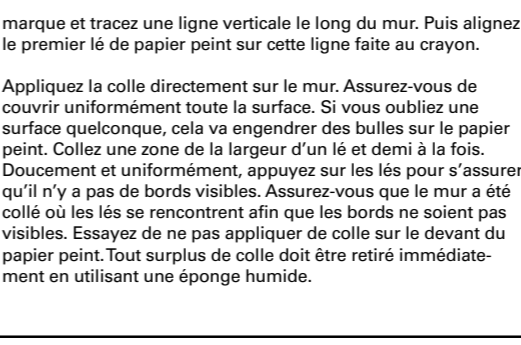 marque et tracez une ligne verticale le long du mur. Puis alignez
le premier lé de papier peint sur cette ligne faite au crayon.
Appliquez la colle directement sur le mur. Assurez-vous de
couvrir uniformément toute la surface. Si vous oubliez une
surface quelconque, cela va engendrer des bulles sur le papier
peint. Collez une zone de la largeur d’un lé et demi à la fois.
Doucement et uniformément, appuyez sur les lés pour s’assurer
qu’il n’y a pas de bords visibles. Assurez-vous que le mur a été
collé où les lés se rencontrent afin que les bords ne soient pas
visibles. Essayez de ne pas appliquer de colle sur le devant du
papier peint. Tout surplus de colle doit être retiré immédiate-
ment en utilisant une éponge humide.